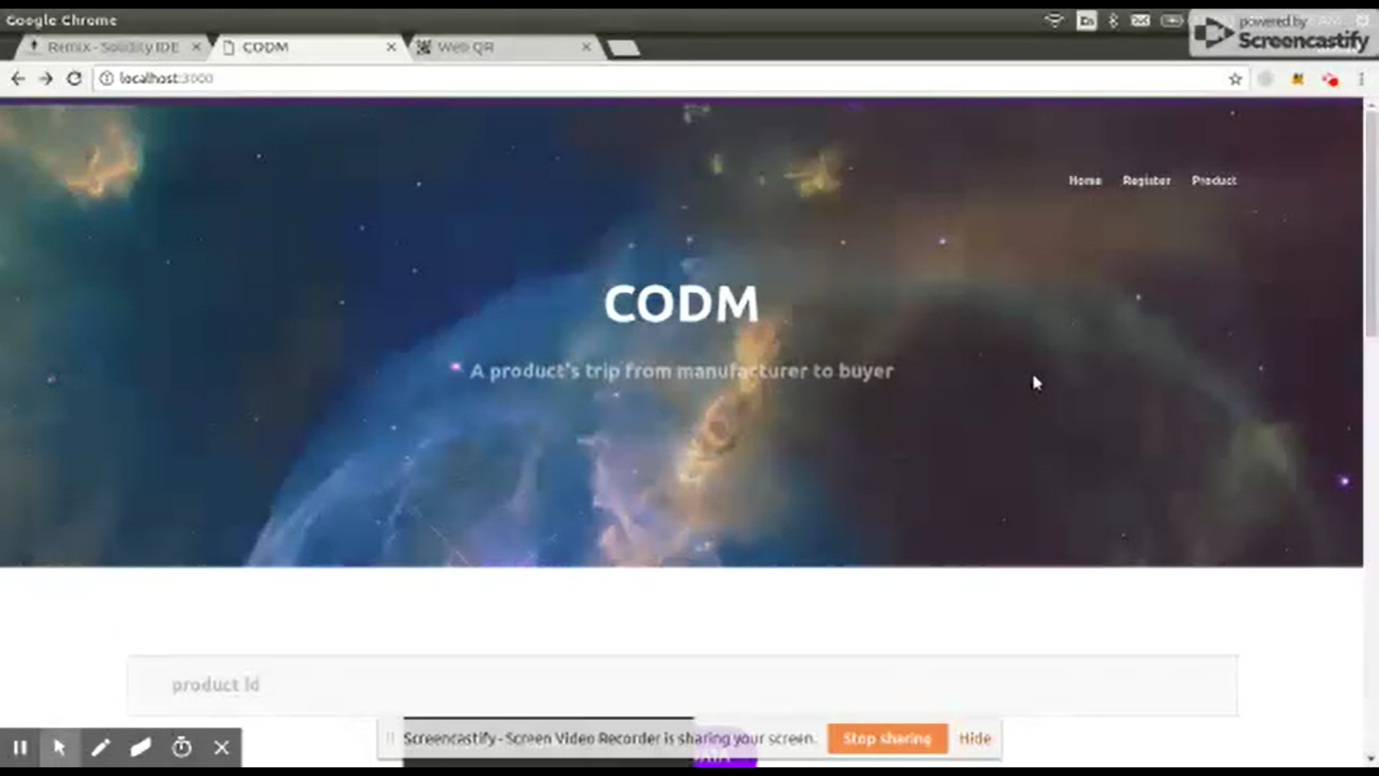 Google Chrome
En
powered by
Screencastify
Remix - Solidity IDE
CODM
Web QR
localhost:3000
Home Register Product
CODM
A product's trip from manufacturer to buyer
product id
Screencastify - Screen Video Recorder is sharing your screen.
Stop sharing
Hide